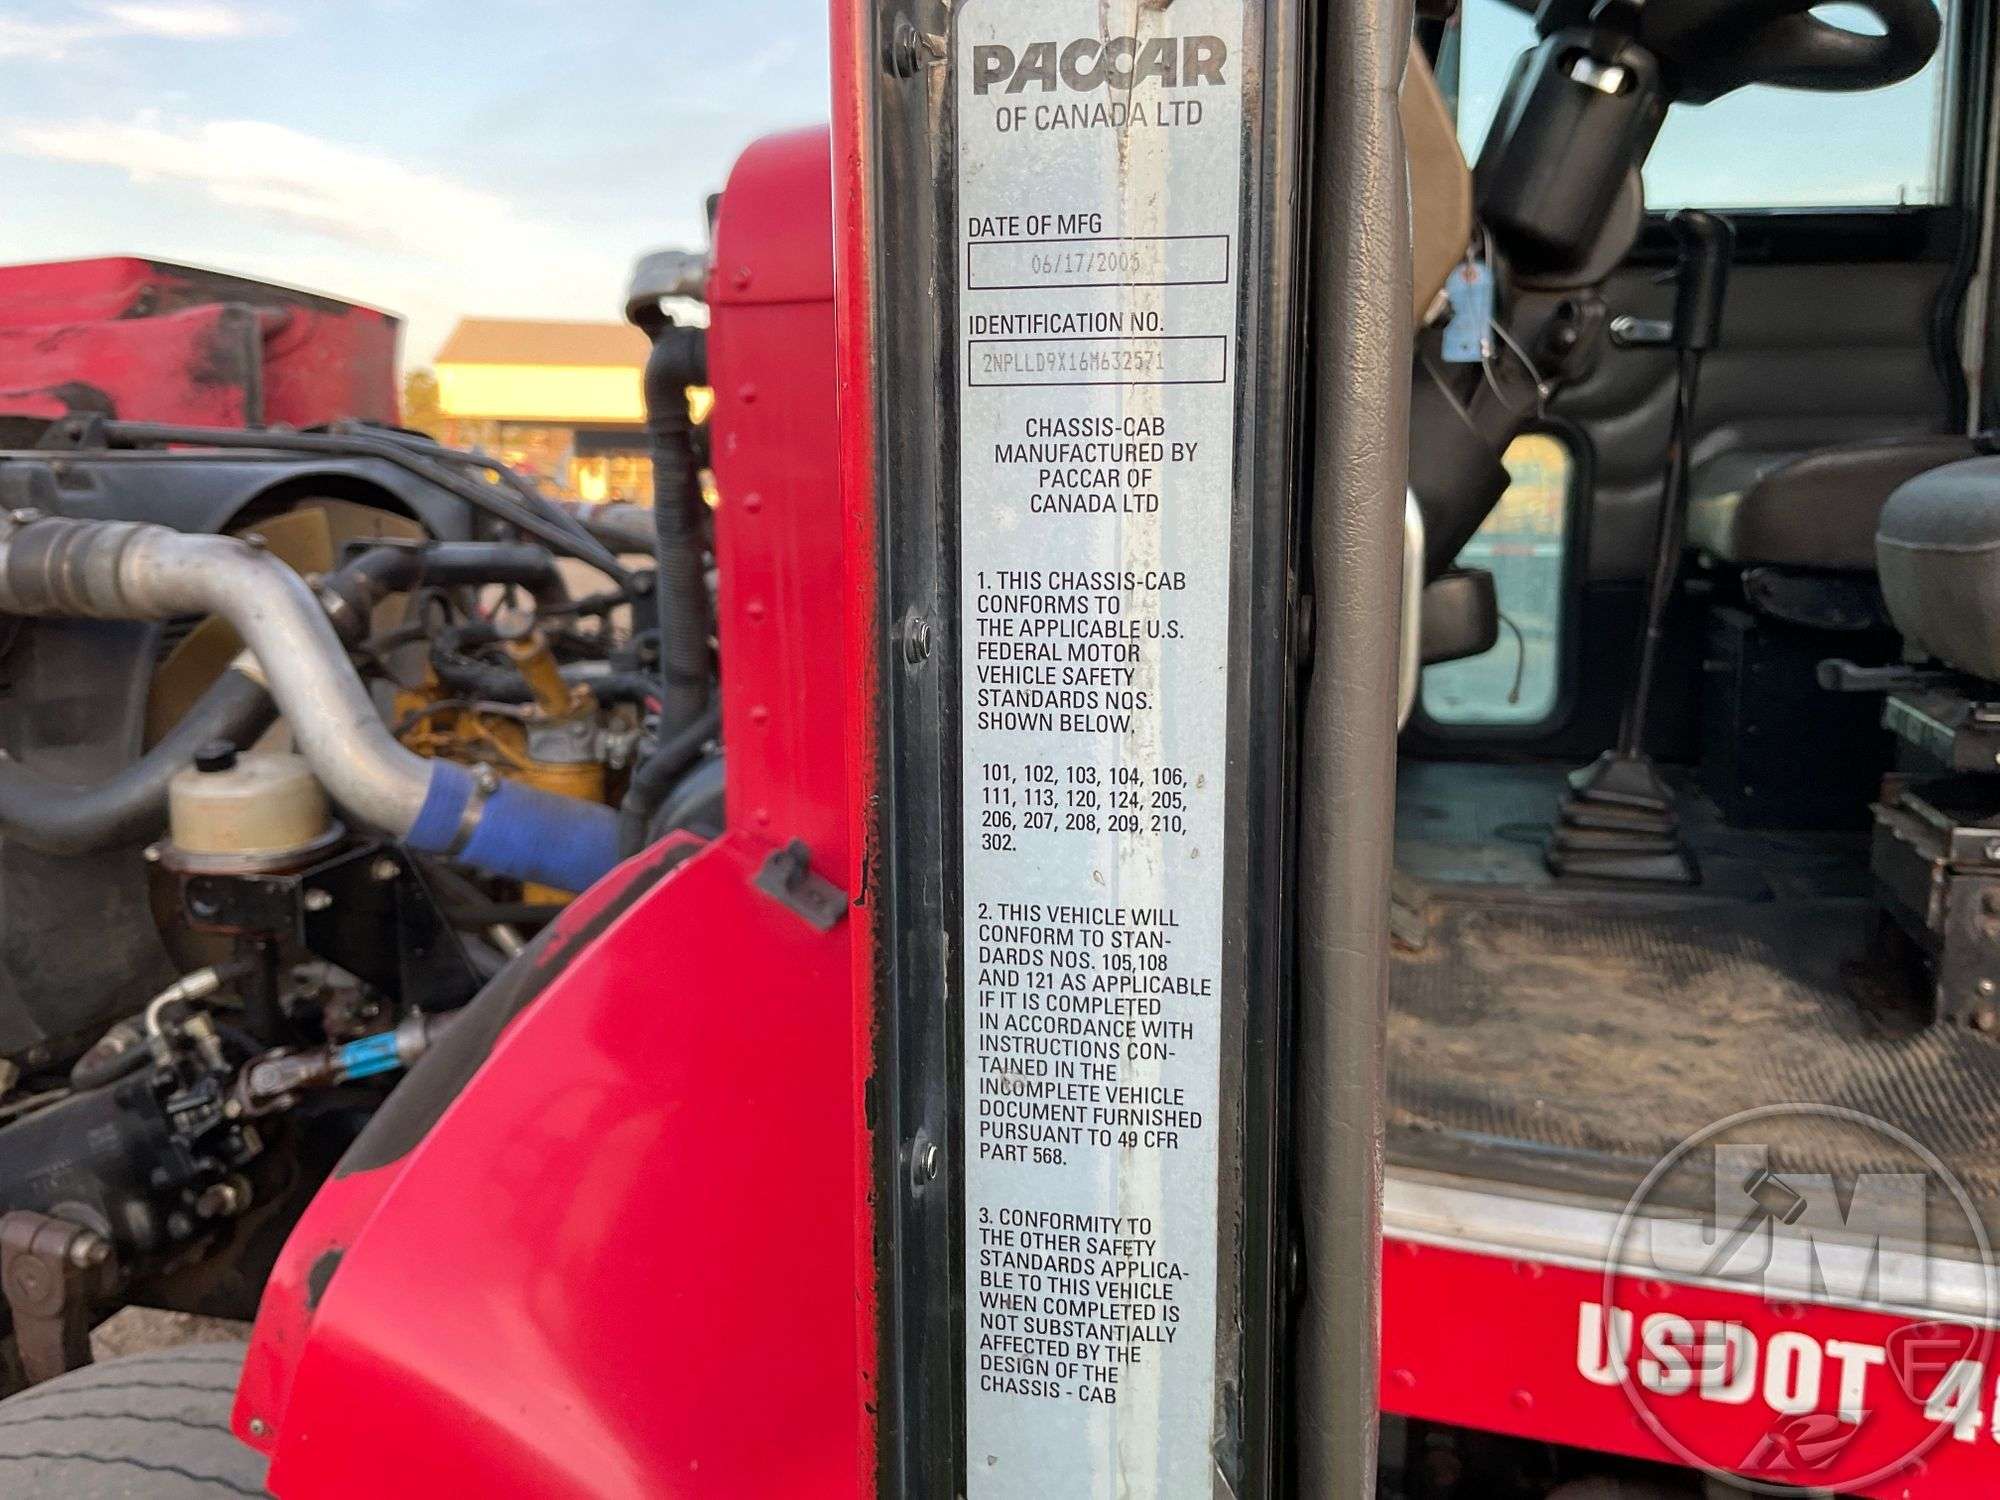 PACCAR
OF CANADA LTD
DATE OF MFG
06/17/2005
IDENTIFICATION NO.
2NPLLD9X16M632571
CHASSIS-CAB
MANUFACTURED BY
PACCAR OF
CANADA LTD
1. THIS CHASSIS-CAB
CONFORMS TO
THE APPLICABLE U.S.
FEDERAL MOTOR
VEHICLE SAFETY
STANDARDS NOS.
SHOWN BELOW.
101, 102, 103, 104, 106,
111, 113, 120, 124, 205,
206, 207, 208, 209, 210,
302.
2. THIS VEHICLE WILL
CONFORM TO STAN-
DARDS NOS. 105,108
AND 121 AS APPLICABLE
IF IT IS COMPLETED
IN ACCORDANCE WITH
INSTRUCTIONS CON-
TAINED IN THE
INCOMPLETE VEHICLE
DOCUMENT FURNISHED
PURSUANT TO 49 CFR
PART 568.
3. CONFORMITY TO
THE OTHER SAFETY
STANDARDS APPLICA-
BLE TO THIS VEHICLE
WHEN COMPLETED IS
NOT SUBSTANTIALLY
AFFECTED BY THE
DESIGN OF THE
CHASSIS - CAB
USDOT
JM